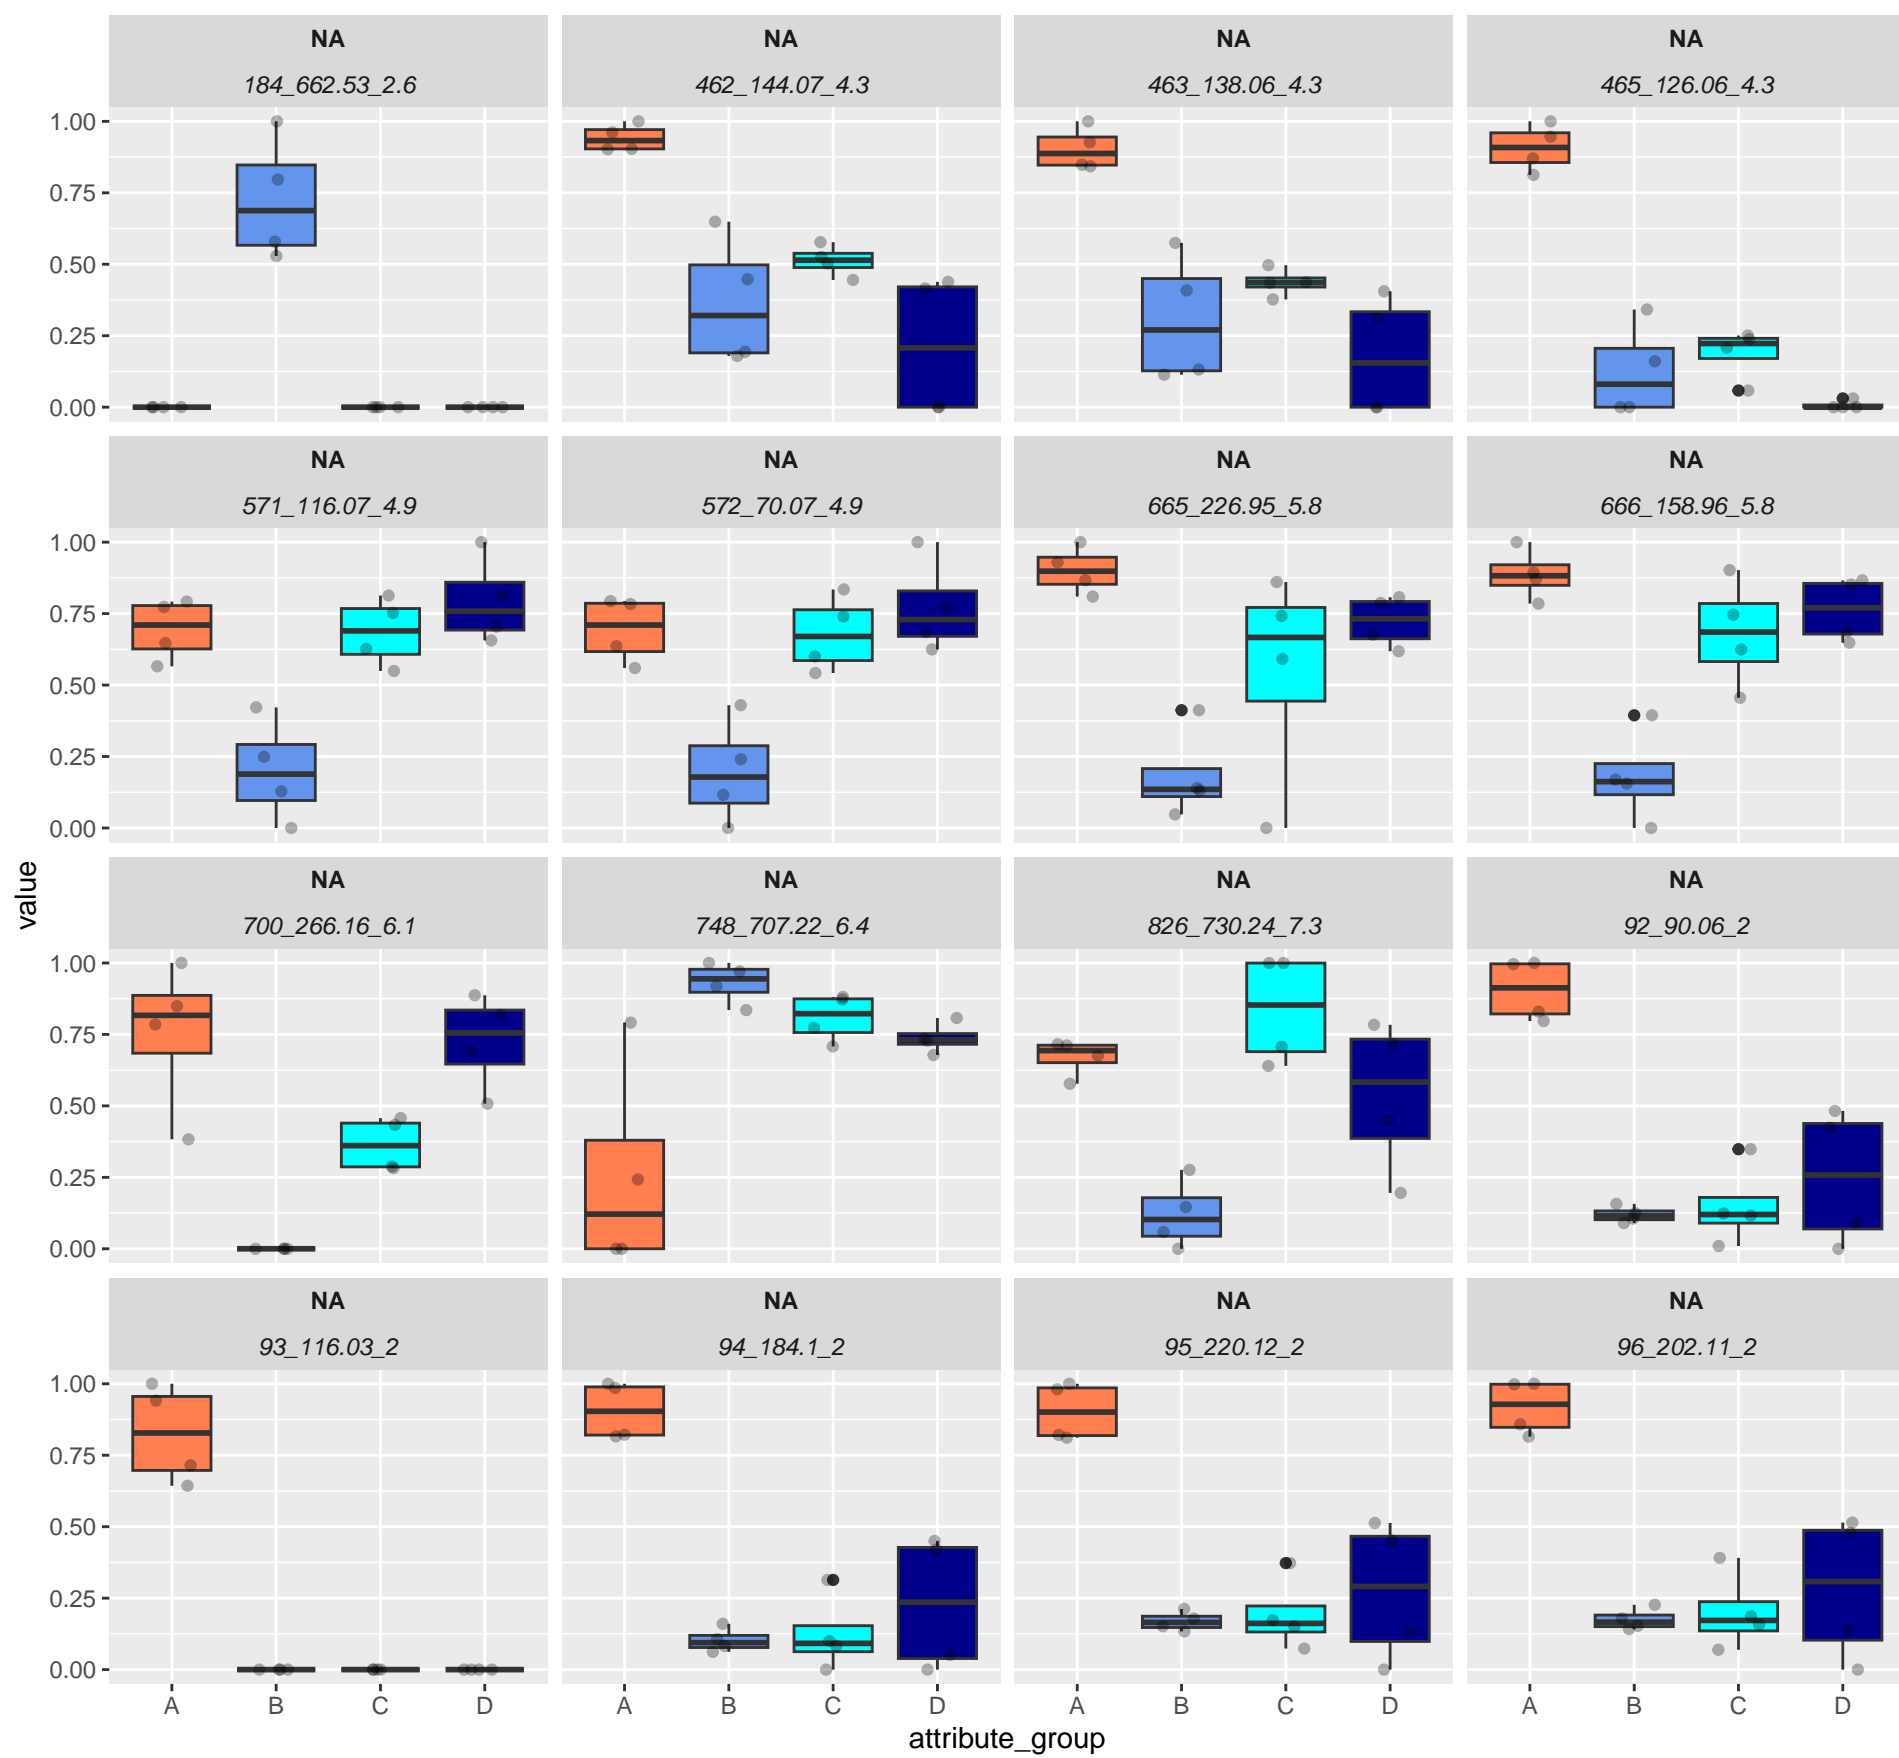 NA NA NA NA
184_662.53_2.6 462_144.07_4.3 463_138.06_4.3 465_126.06_4.3
1.00
0.75
0.50
0.25
0.00
NA NA NA NA
571_116.07_4.9 572_70.07_4.9 665_226.95_5.8 666_158.96_5.8
1.00
0.75
0.50
0.25
0.00
value
NA NA NA NA
700_266.16_6.1 748_707.22_6.4 826_730.24_7.3 92_90.06_2
1.00
0.75
0.50
0.25
0.00
NA NA NA NA
93_116.03_2 94_184.1_2 95_220.12_2 96_202.11_2
1.00
0.75
0.50
0.25
0.00
A B C D A B C D A B C D A B C D
attribute_group